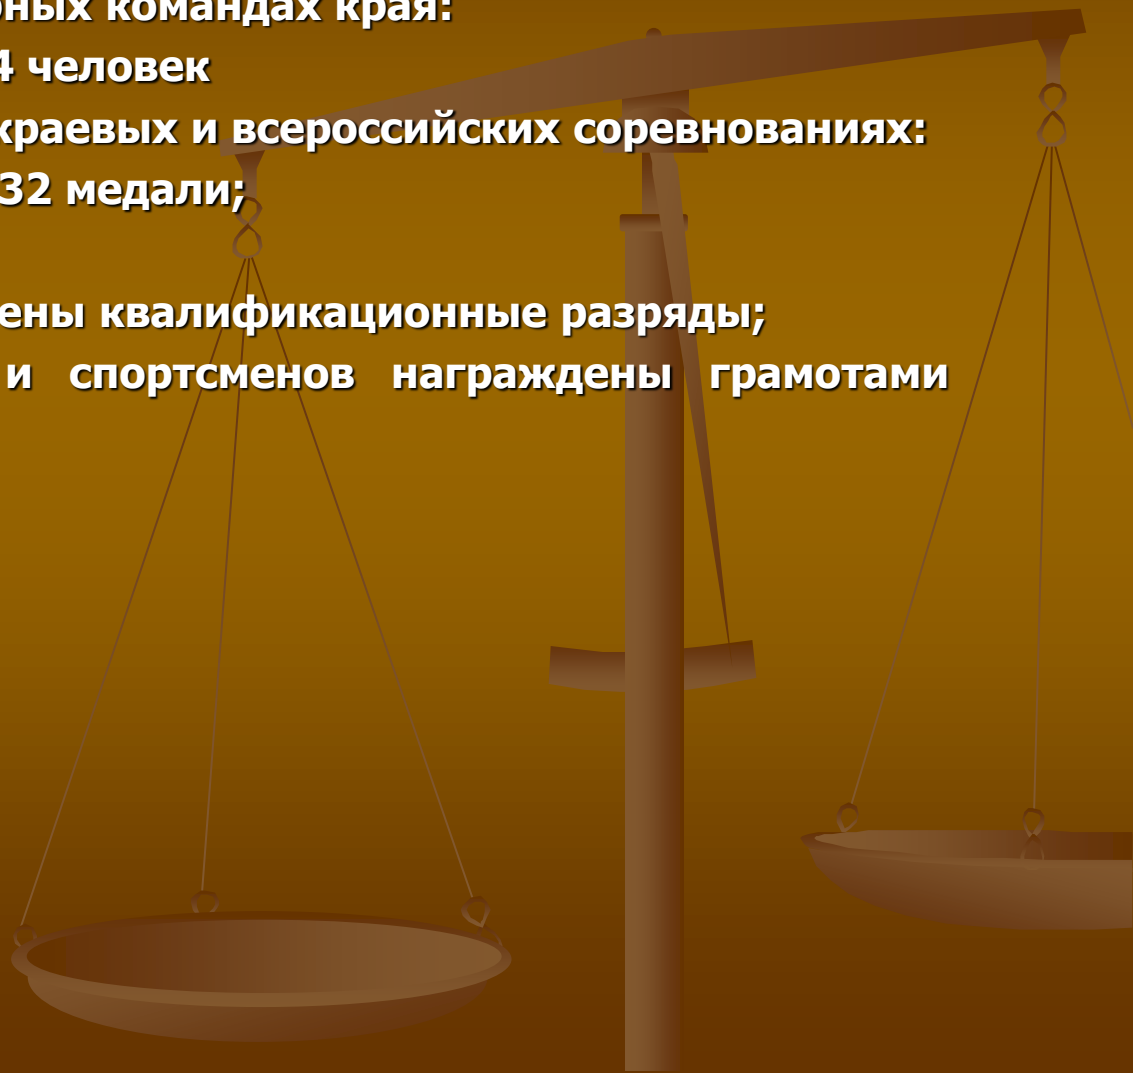 ных командах края:
4 человек
краевых и всероссийских соревнованиях:
32 медали;
ены квалификационные разряды;
и спортсменов награждены грамотами